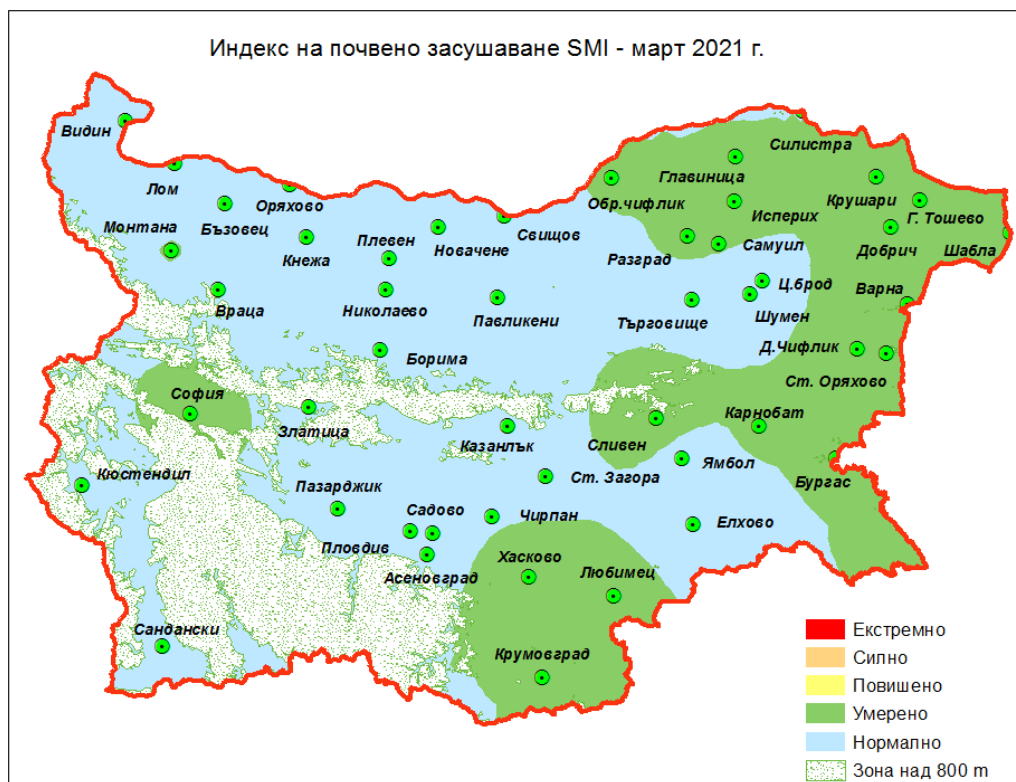 Индекс на почвено засушаване SMI - март 2021 г.
Видин
Силистра
Лом
Главиница
Оряхово
Обр.чифлик
Исперих
Крушари
Г. Тошево
Монтана
Бъзовец
Кнежа
Плевен
Новачене
Свищов
Разград
Самуил
Добрич
Шабла
Ц.брод
Варна
Враца
Николаево
Павликени
Търговище
Шумен
Борима
Д.Чифлик
Ст. Оряхово
София
Златица
Казанлък
Сливен
Карнобат
Кюстендил
Ст. Загора
Ямбол
Бургас
Пазарджик
Садово
Чирпан
Елхово
Пловдив
Асеновград
Хасково
Любимец
Сандански
Крумовград
Екстремно
Силно
Повишено
Умерено
Нормално
Зона над 800 m